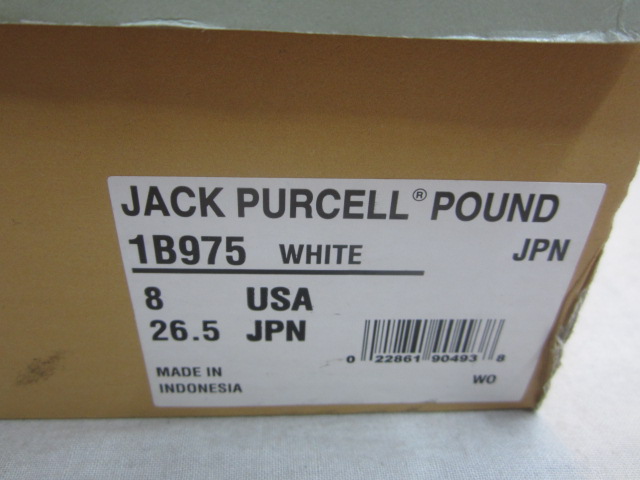 JACK PURCELL® POUND
1B975 WHITE JPN
8 USA
26.5 JPN
0 22861 90493 8
MADE IN
INDONESIA
WO